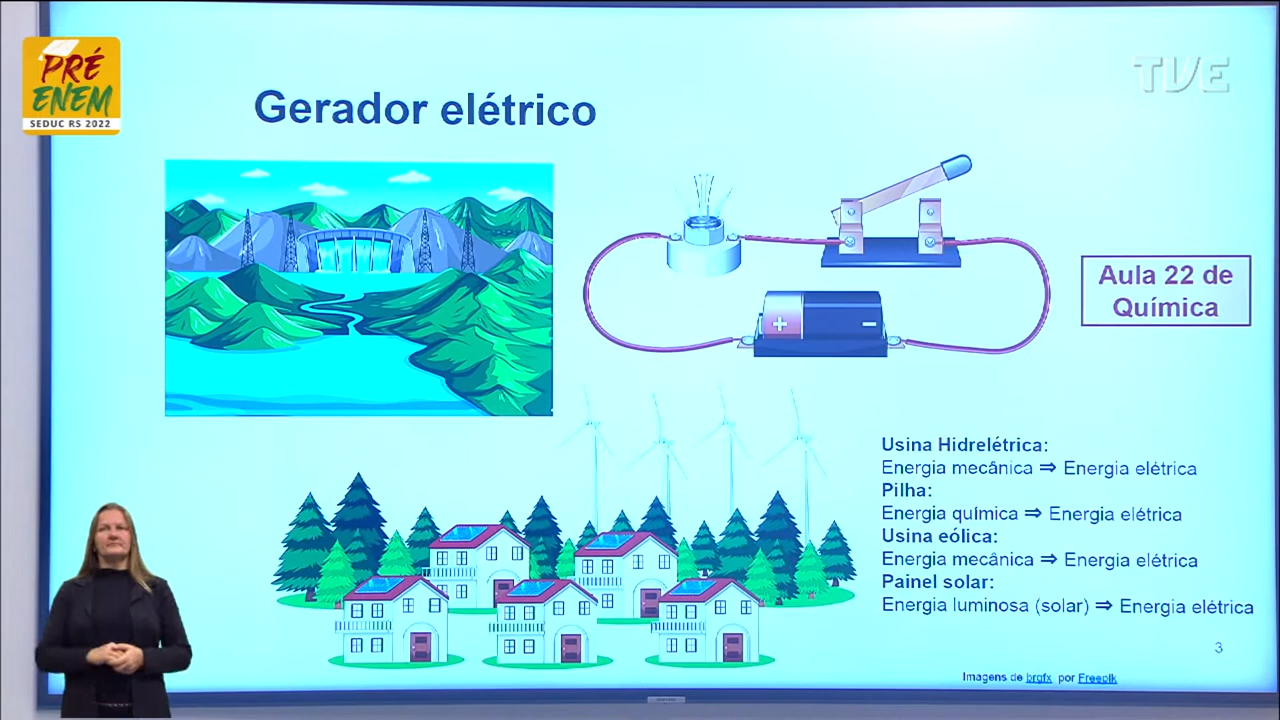 PRÉ
ENEM
SEDUC RS 2022
TVE
Gerador elétrico
+
-
Aula 22 de
Química
Usina Hidrelétrica:
Energia mecânica ⇒ Energia elétrica
Pilha:
Energia química ⇒ Energia elétrica
Usina eólica:
Energia mecânica ⇒ Energia elétrica
Painel solar:
Energia luminosa (solar) ⇒ Energia elétrica
3
Imagens de brgfx por Freepik